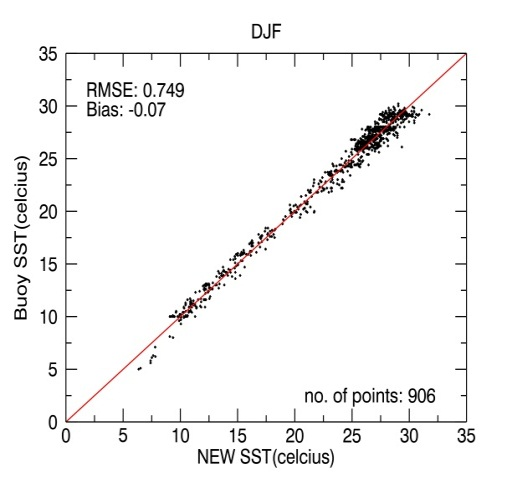 DJF
35
RMSE: 0.749
Bias: -0.07
30
25
20
15
10
5
0
Buoy SST(celcius)
no. of points: 906
0 5 10 15 20 25 30 35
NEW SST(celcius)